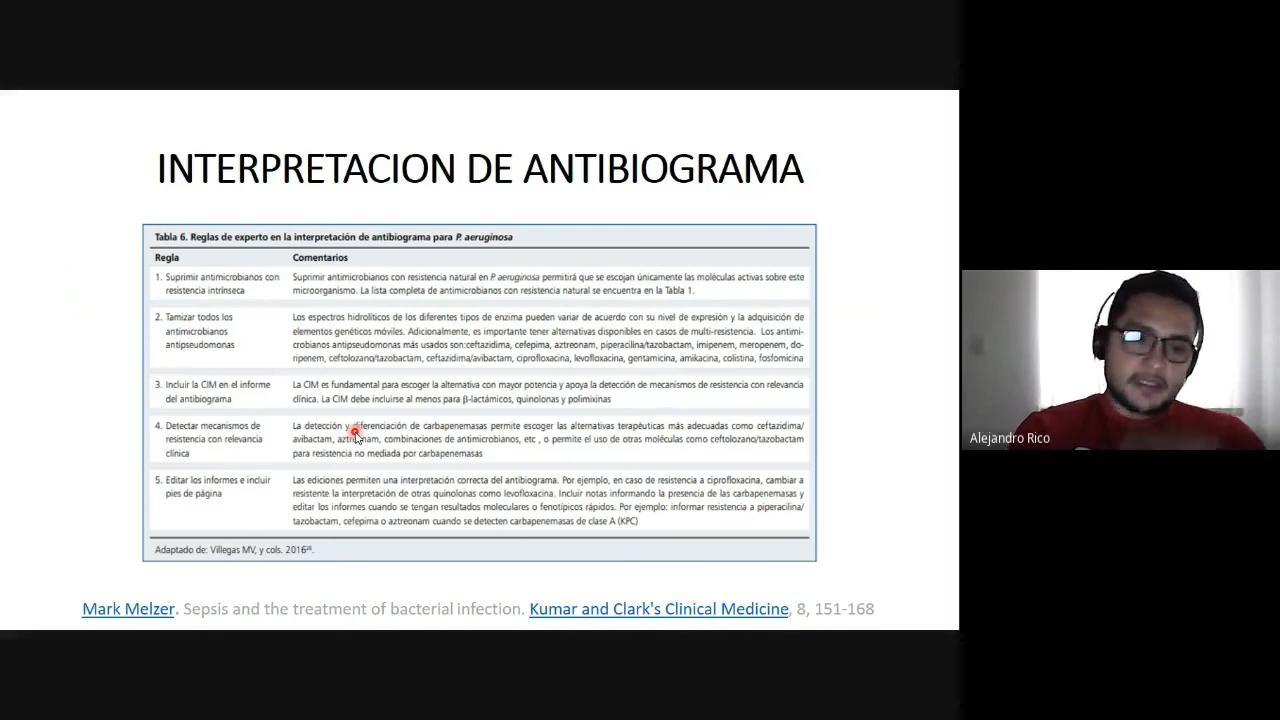 INTERPRETACION DE ANTIBIOGRAMA
Tabla 6. Reglas de experto en la interpretación de antibiograma para P. aeruginosa
Regla Comentarios
1. Suprimir antimicrobianos con resistencia intrínseca
Suprimir antimicrobianos con resistencia natural en P. aeruginosa permitirá que se escojan únicamente las moléculas activas sobre este
microorganismo. La lista completa de antimicrobianos con resistencia natural se encuentra en la Tabla 1.
2. Tamizar todos los
antimicrobianos
antipseudomonas
Los espectros hidrolíticos de los diferentes tipos de enzima pueden variar de acuerdo con su nivel de expresión y la adquisición de
elementos genéticos móviles. Adicionalmente, es importante tener alternativas disponibles en casos de multi-resistencia. Los antimi-
crobianos antipseudomonas más usados son:ceftazidima, cefepima, aztreonam, piperacilina/tazobactam, imipenem, meropenem, do-
ripenem, ceftolozano/tazobactam, ceftazidima/avibactam, ciprofloxacina, levofloxacina, gentamicina, amikacina, colistina, fosfomicina
3. Incluir la CIM en el informe
del antibiograma
La CIM es fundamental para escoger la alternativa con mayor potencia y apoya la detección de mecanismos de resistencia con relevancia
clínica. La CIM debe incluirse al menos para β-lactámicos, quinolonas y polimixinas
4. Detectar mecanismos de
resistencia con relevancia
clínica
La detección y diferenciación de carbapenemasas permite escoger las alternativas terapéuticas más adecuadas como ceftazidima/
avibactam, aztreonam, combinaciones de antimicrobianos, etc , o permite el uso de otras moléculas como ceftolozano/tazobactam
para resistencia no mediada por carbapenemasas
5. Editar los informes e incluir
pies de página
Las ediciones permiten una interpretación correcta del antibiograma. Por ejemplo, en caso de resistencia a ciprofloxacina, cambiar a
resistente la interpretación de otras quinolonas como levofloxacina. Incluir notas informando la presencia de las carbapenemasas y
editar los informes cuando se tengan resultados moleculares o fenotípicos rápidos. Por ejemplo: informar resistencia a piperacilina/
tazobactam, cefepima o aztreonam cuando se detecten carbapenemasas de clase A (KPC)
Adaptado de: Villegas MV, y cols. 2016
Mark Melzer. Sepsis and the treatment of bacterial infection. Kumar and Clark's Clinical Medicine, 8, 151-168
Alejandro Rico